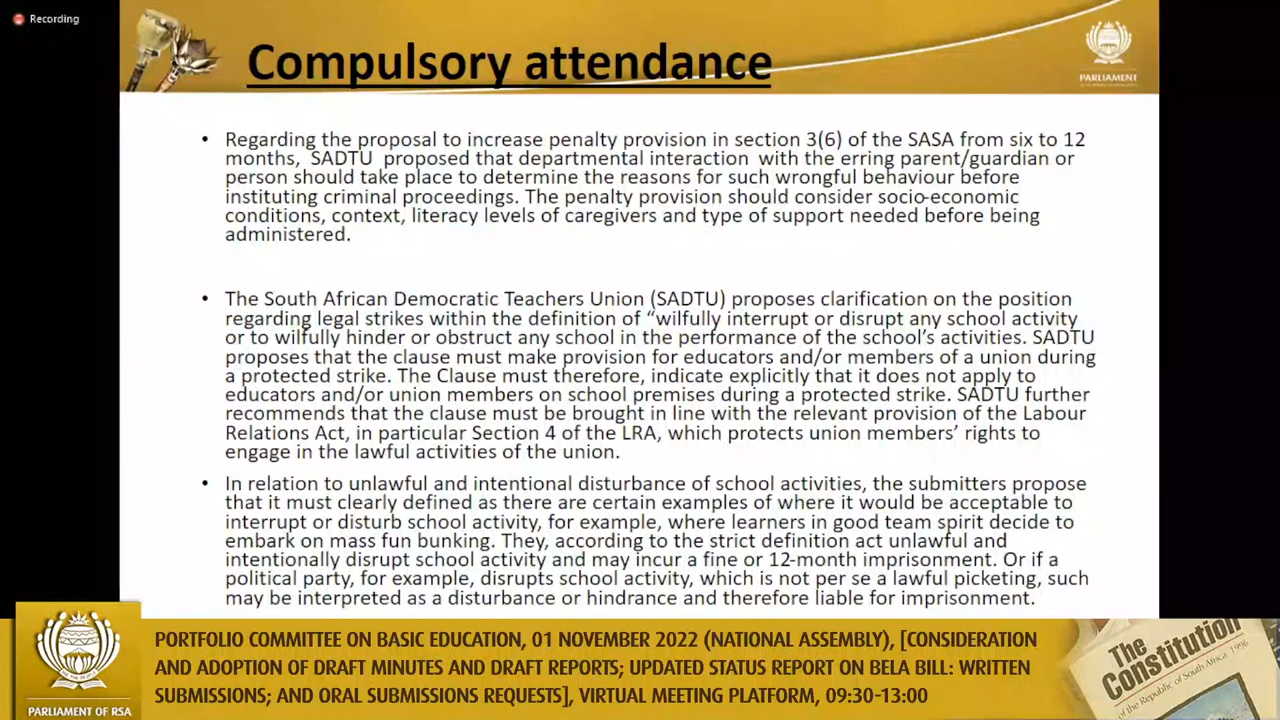 Recording
Compulsory attendance
PARLIAMENT
• Regarding the proposal to increase penalty provision in section 3(6) of the SASA from six to 12
months, SADTU proposed that departmental interaction with the erring parent/guardian or
person should take place to determine the reasons for such wrongful behaviour before
instituting criminal proceedings. The penalty provision should consider socio-economic
conditions, context, literacy levels of caregivers and type of support needed before being
administered.
• The South African Democratic Teachers Union (SADTU) proposes clarification on the position
regarding legal strikes within the definition of “wilfully interrupt or disrupt any school activity
or to wilfully hinder or obstruct any school in the performance of the school’s activities. SADTU
proposes that the clause must make provision for educators and/or members of a union during
a protected strike. The Clause must therefore, indicate explicitly that it does not apply to
educators and/or union members on school premises during a protected strike. SADTU further
recommends that the clause must be brought in line with the relevant provision of the Labour
Relations Act, in particular Section 4 of the LRA, which protects union members’ rights to
engage in the lawful activities of the union.
• In relation to unlawful and intentional disturbance of school activities, the submitters propose
that it must clearly defined as there are certain examples of where it would be acceptable to
interrupt or disturb school activity, for example, where learners in good team spirit decide to
embark on mass fun bunking. They, according to the strict definition act unlawful and
intentionally disrupt school activity and may incur a fine or 12-month imprisonment. Or if a
political party, for example, disrupts school activity, which is not per se a lawful picketing, such
may be interpreted as a disturbance or hindrance and therefore liable for imprisonment.
PORTFOLIO COMMITTEE ON BASIC EDUCATION, 01 NOVEMBER 2022 (NATIONAL ASSEMBLY), [CONSIDERATION
AND ADOPTION OF DRAFT MINUTES AND DRAFT REPORTS; UPDATED STATUS REPORT ON BELA BILL: WRITTEN
SUBMISSIONS; AND ORAL SUBMISSIONS REQUESTS], VIRTUAL MEETING PLATFORM, 09:30-13:00
PARLIAMENT OF RSA
The
Constitution
of the Republic of South Africa, 1996